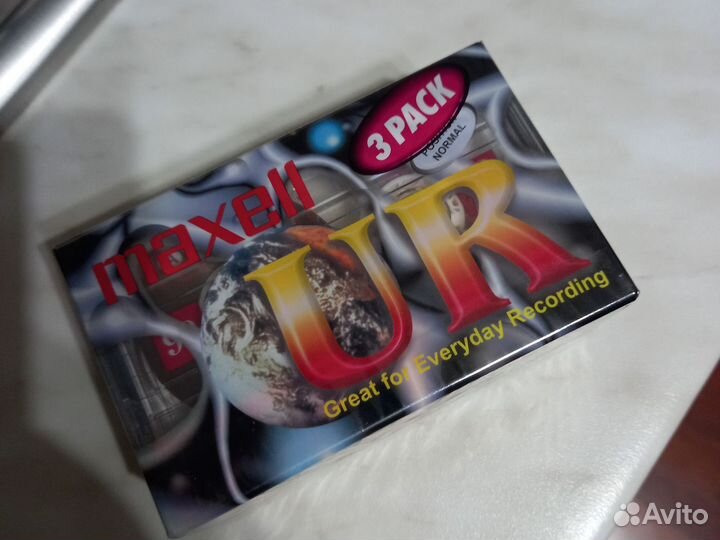 3 PACK
POSITION
NORMAL
maxell
UR
Great for Everyday Recording
Avito